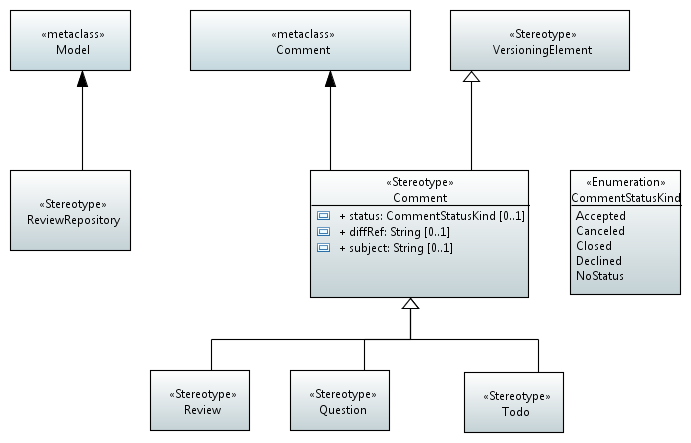 «metaclass»
Model
«metaclass»
Comment
«Stereotype»
VersioningElement
«Stereotype»
ReviewRepository
«Stereotype»
Comment
+ status: CommentStatusKind [0..1]
+ diffRef: String [0..1]
+ subject: String [0..1]
«Enumeration»
CommentStatusKind
Accepted
Canceled
Closed
Declined
NoStatus
«Stereotype»
Review
«Stereotype»
Question
«Stereotype»
Todo